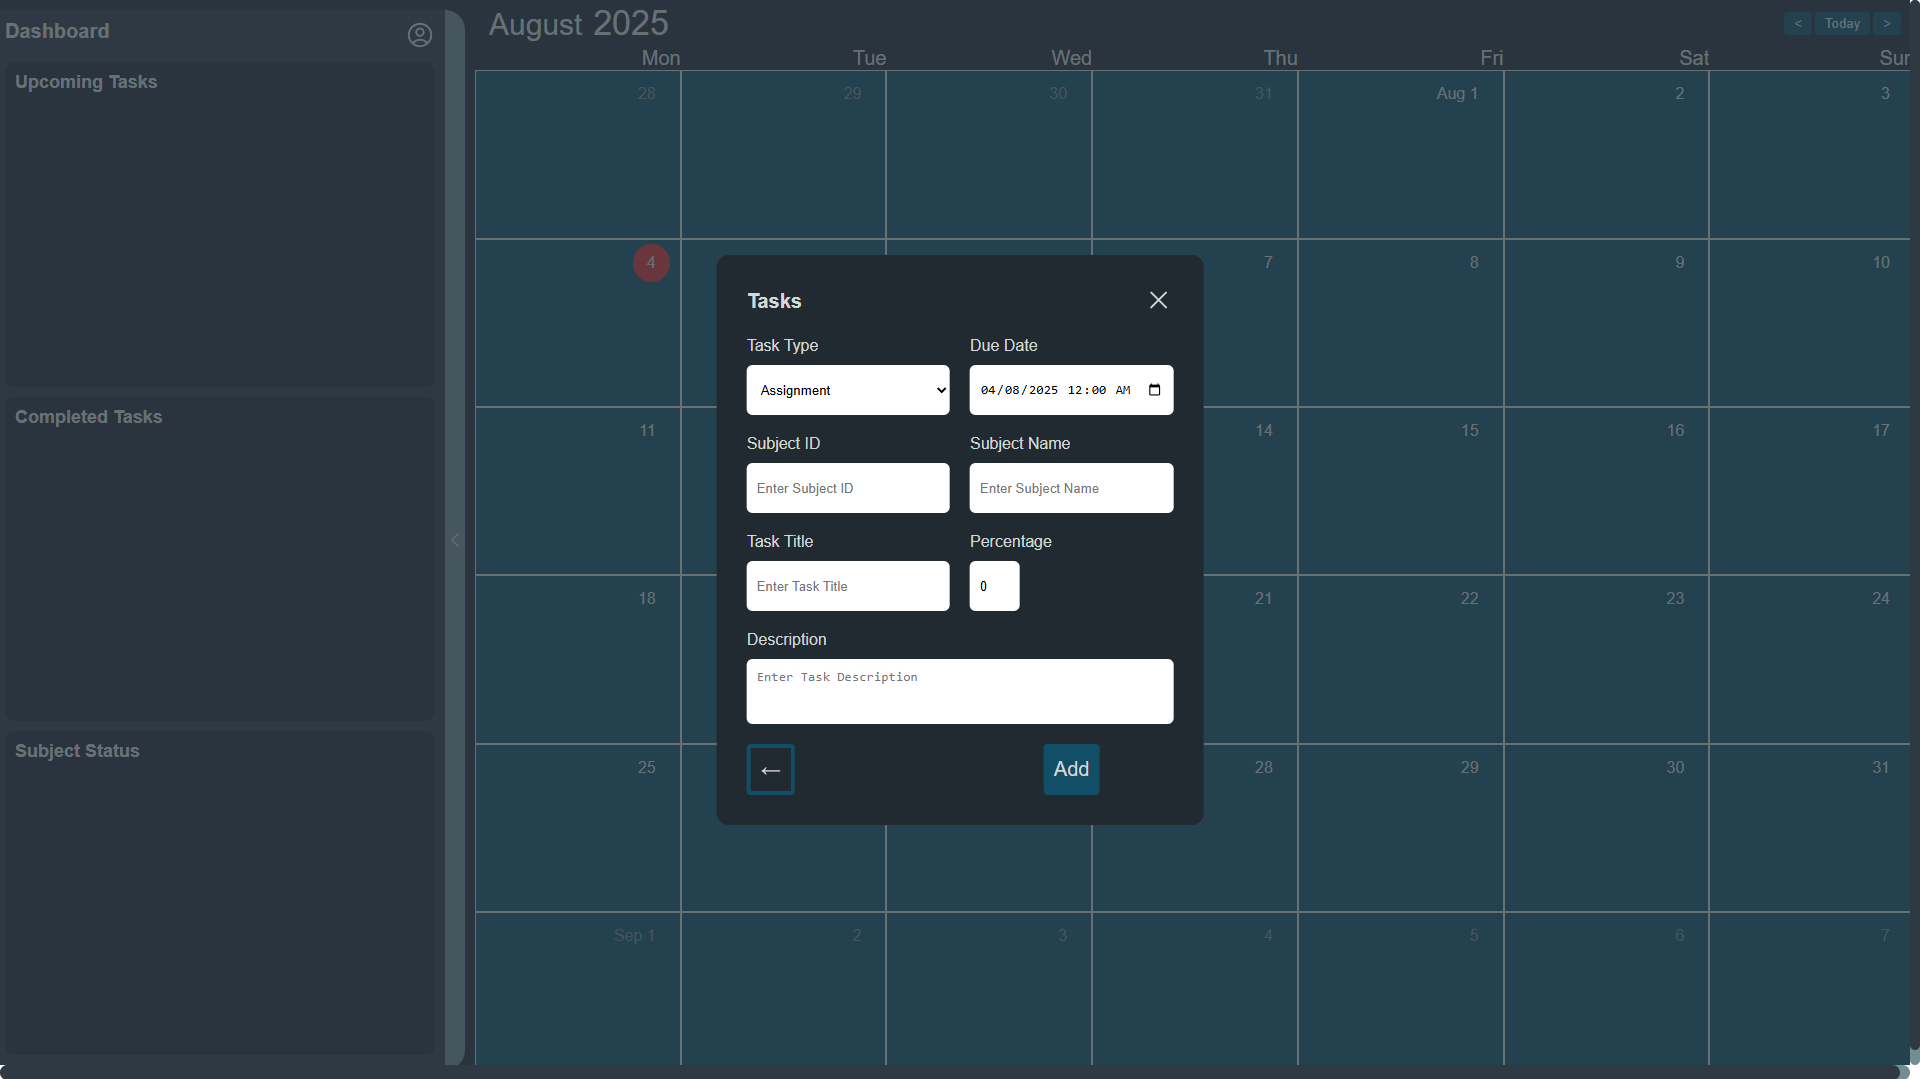 Dashboard
Upcoming Tasks
Completed Tasks
Subject Status
August 2025
< Today >
Mon Tue Wed Thu Fri Sat Sun
28 29 30 31 Aug 1 2 3
4 7 8 9 10
11 14 15 16 17
18 21 22 23 24
25 28 29 30 31
Sep 1 2 3 4 5 6 7
Tasks
Task Type Due Date
Assignment 04/08/2025 12:00 AM
Subject ID Subject Name
Enter Subject ID Enter Subject Name
Task Title Percentage
Enter Task Title 0
Description
Enter Task Description
← Add